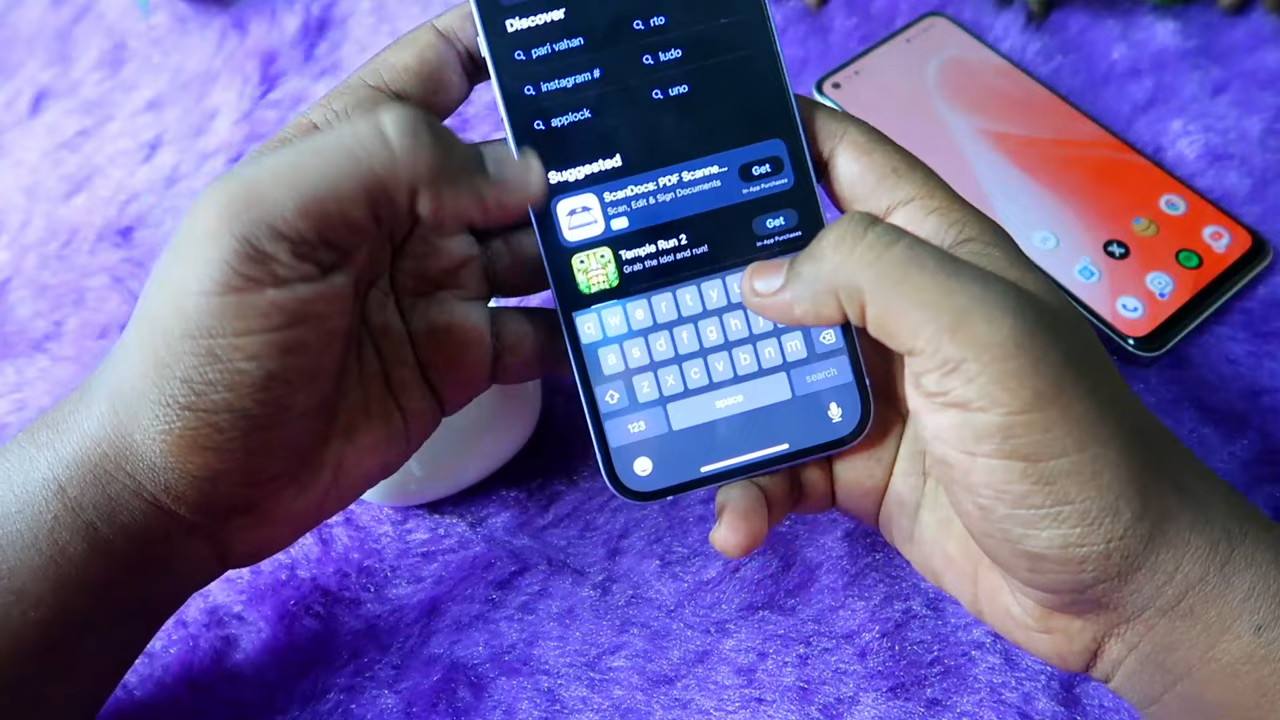 Discover
pari vahan
rto
instagram #
ludo
applock
uno
Suggested
ScanDocs: PDF Scanne...
Scan, Edit & Sign Documents
Get
In-App Purchases
Temple Run 2
Grab the Idol and run!
Get
In-App Purchases
q w e r t y u
a s d f g h j
z x c v b n m
123 space search